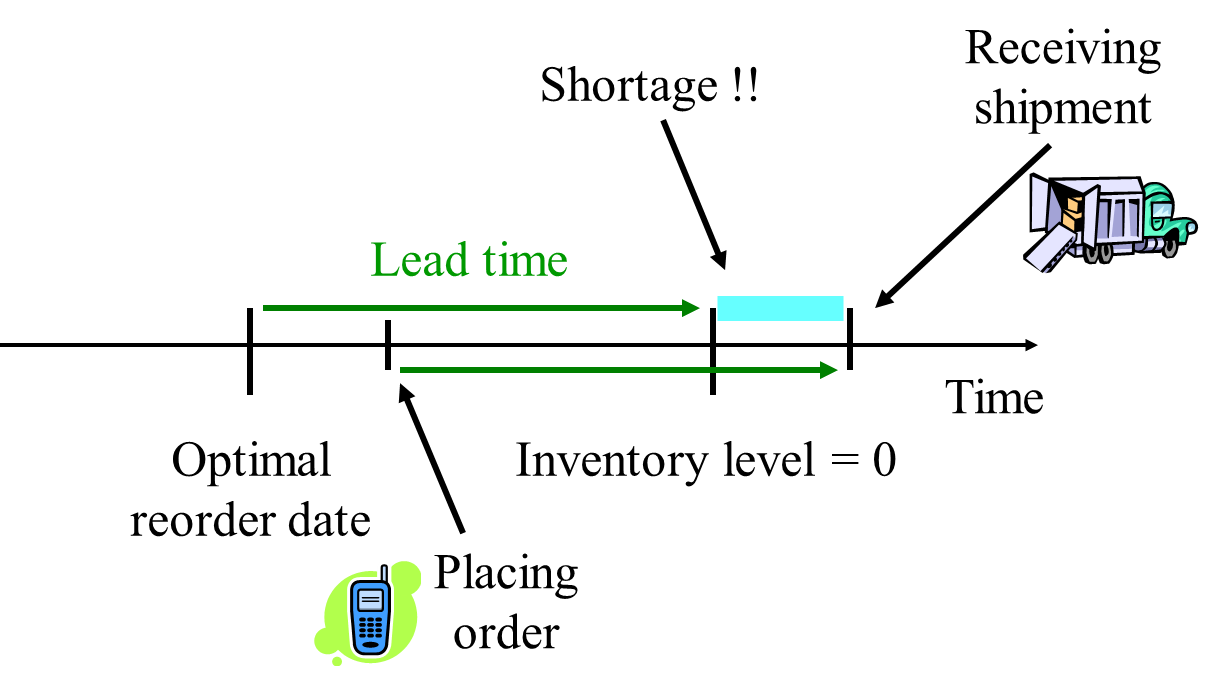 Shortage !!
Receiving
shipment
Lead time
Time
Optimal
reorder date
Inventory level = 0
Placing
order